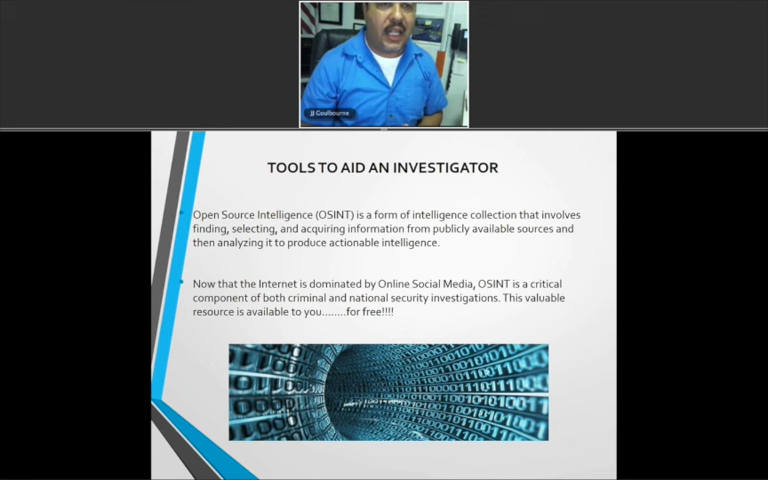 JJ Coulbourne
TOOLS TO AID AN INVESTIGATOR
Open Source Intelligence (OSINT) is a form of intelligence collection that involves
finding, selecting, and acquiring information from publicly available sources and
then analyzing it to produce actionable intelligence.
Now that the Internet is dominated by Online Social Media, OSINT is a critical
component of both criminal and national security investigations. This valuable
resource is available to you........for free!!!!